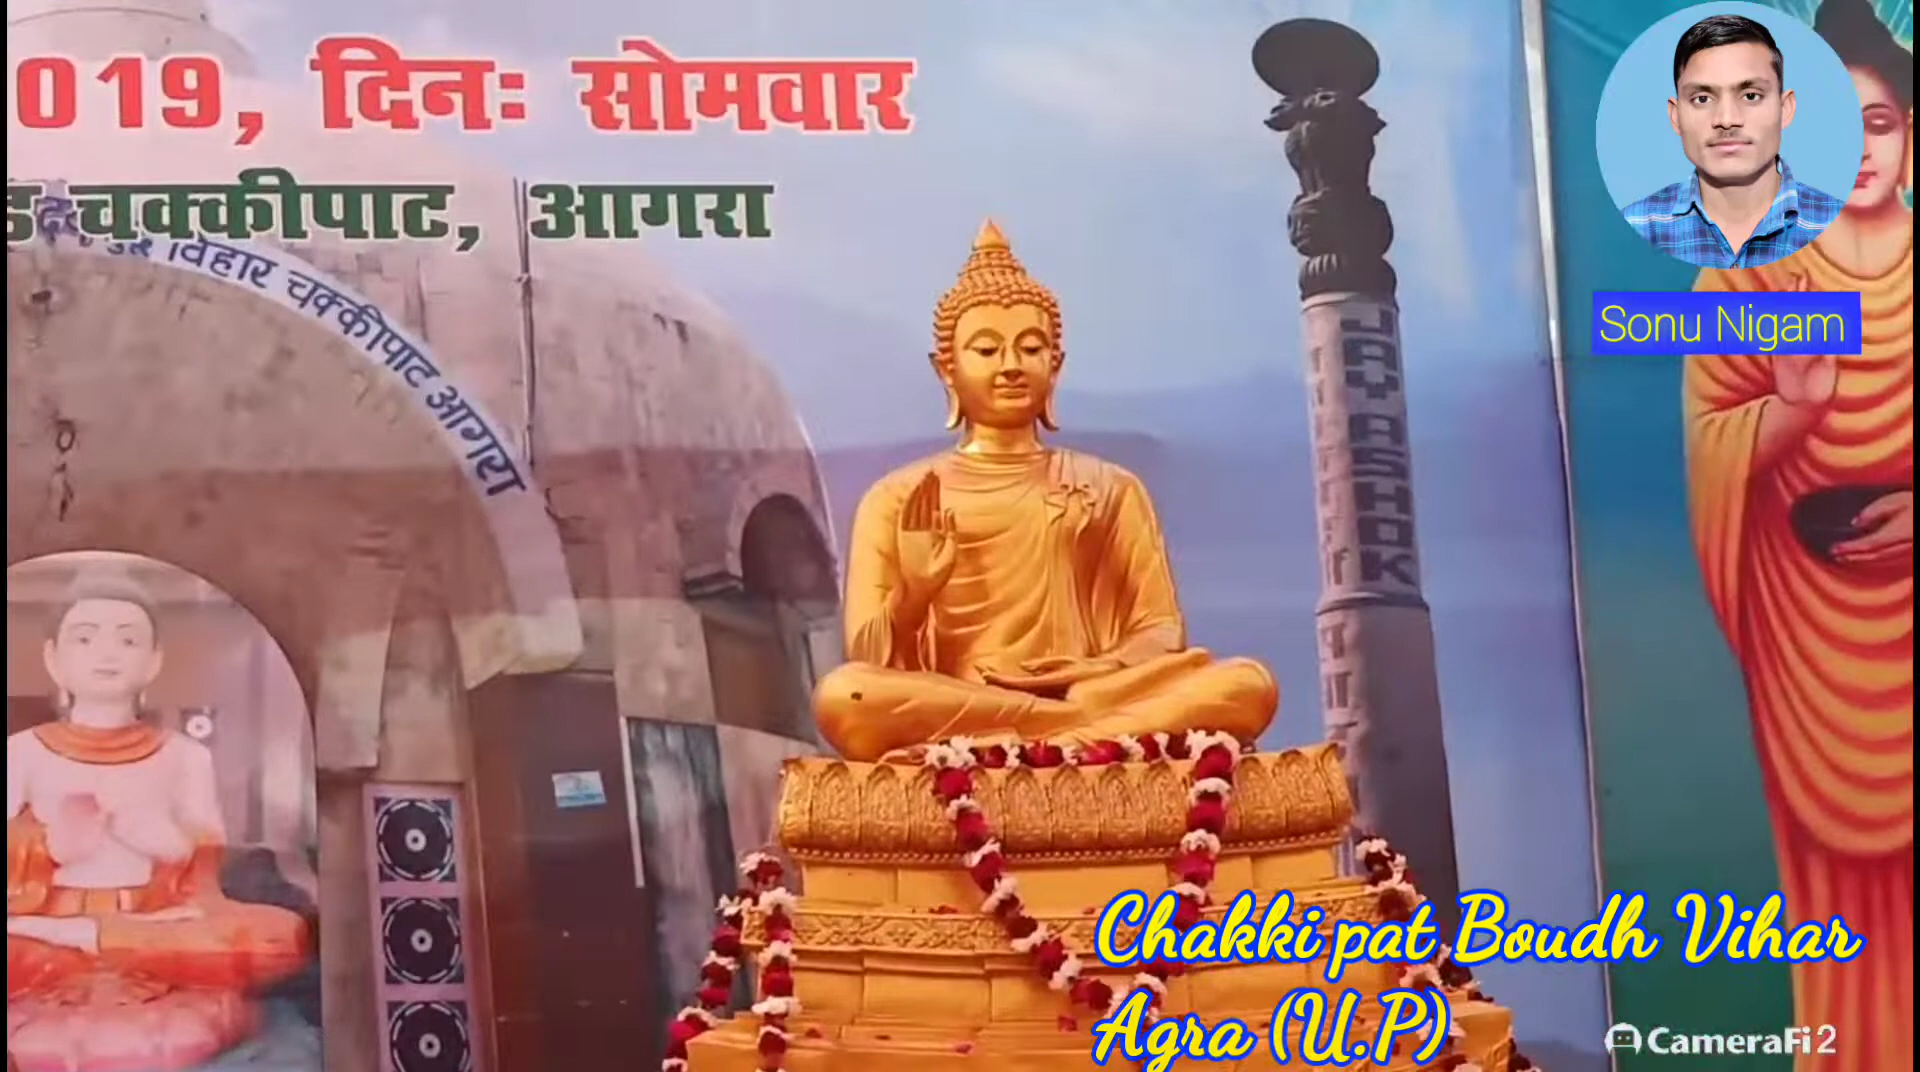 019, दिनः सोमवार
चक्कीपाट, आगरा
विहार चक्कीपाट आगरा
JAY ASHOK
Sonu Nigam
Chakki pat Boudh Vihar
Agra (U.P)
CameraFi2